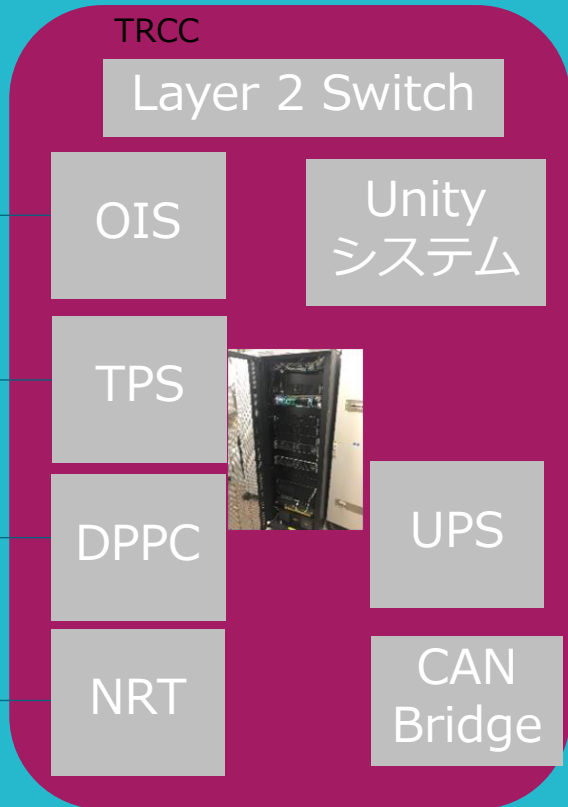 TRCC
Layer 2 Switch
OIS
Unity
システム
TPS
DPPC
UPS
NRT
CAN
Bridge